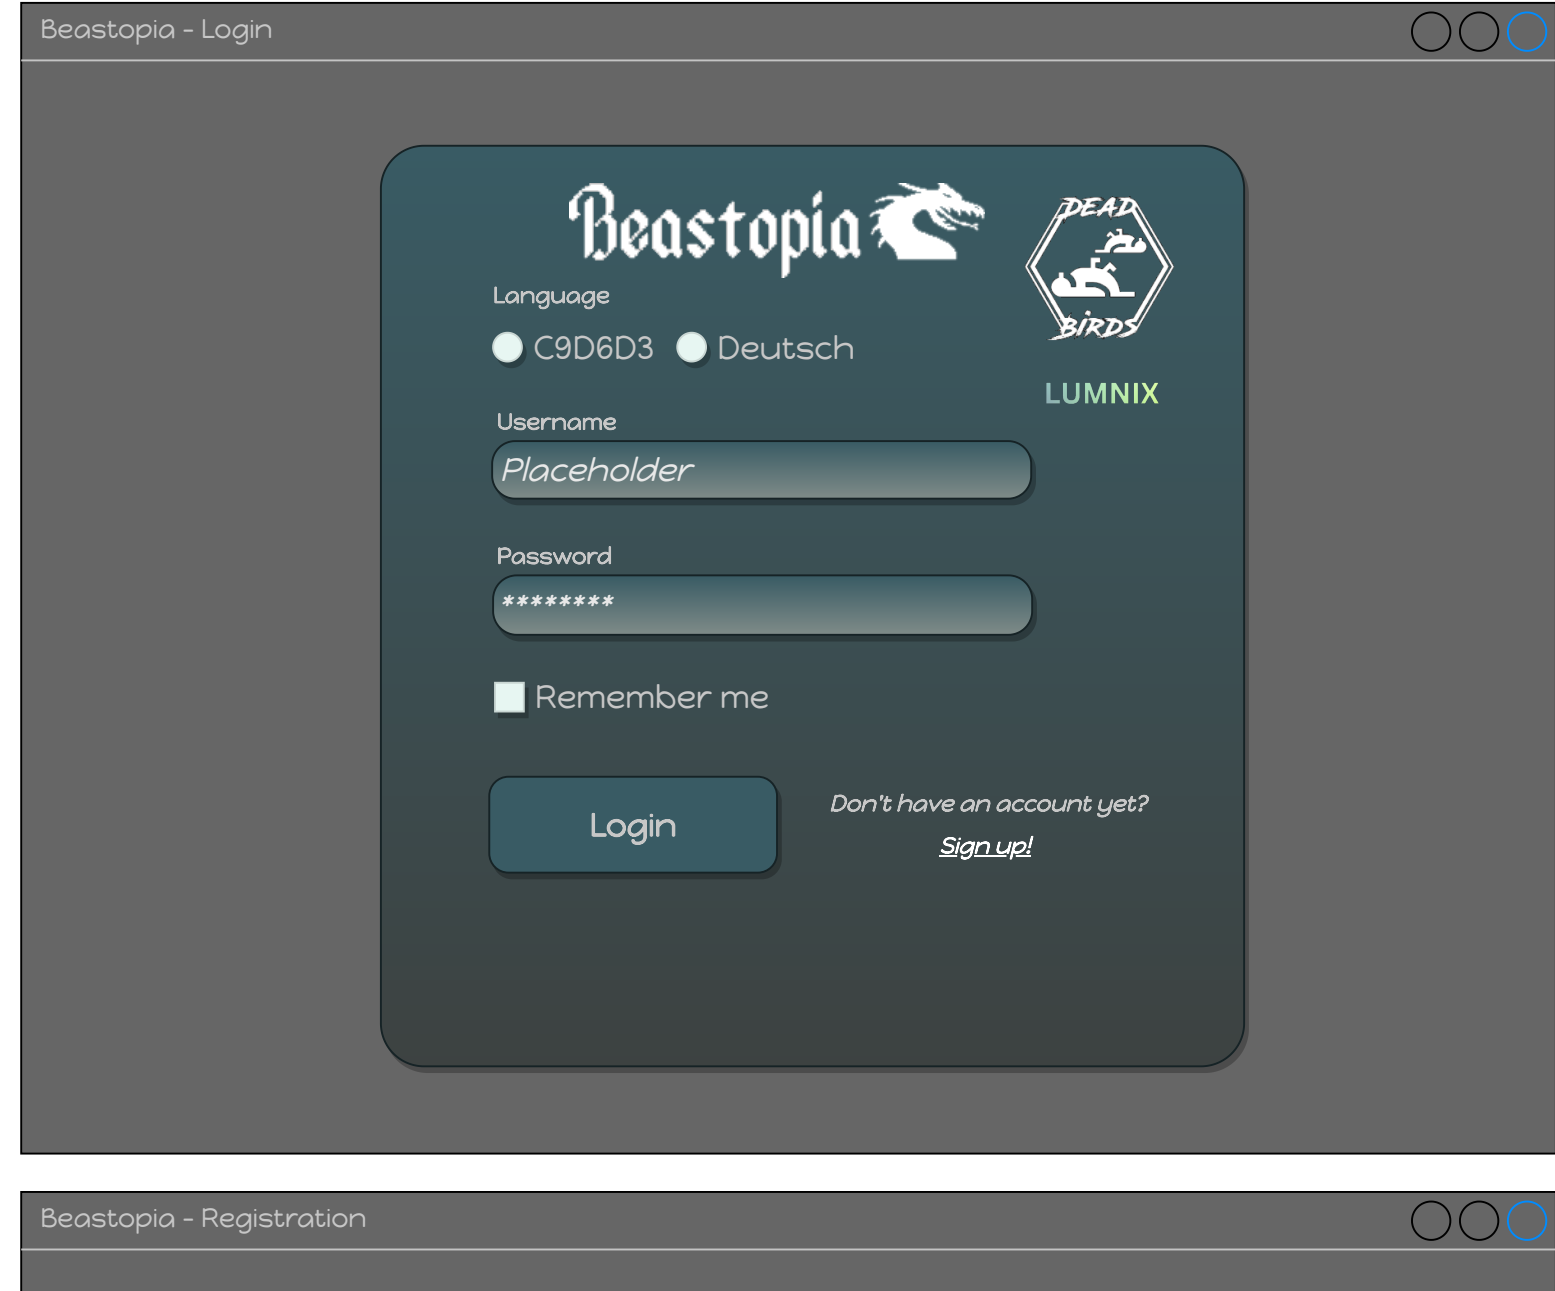 Beastopia - Login
Beastopia
DEAD
BIRDS
LUMNIX
Language
C9D6D3 Deutsch
Username
Placeholder
Password
********
Remember me
Login
Don't have an account yet?
Sign up!
Beastopia - Registration